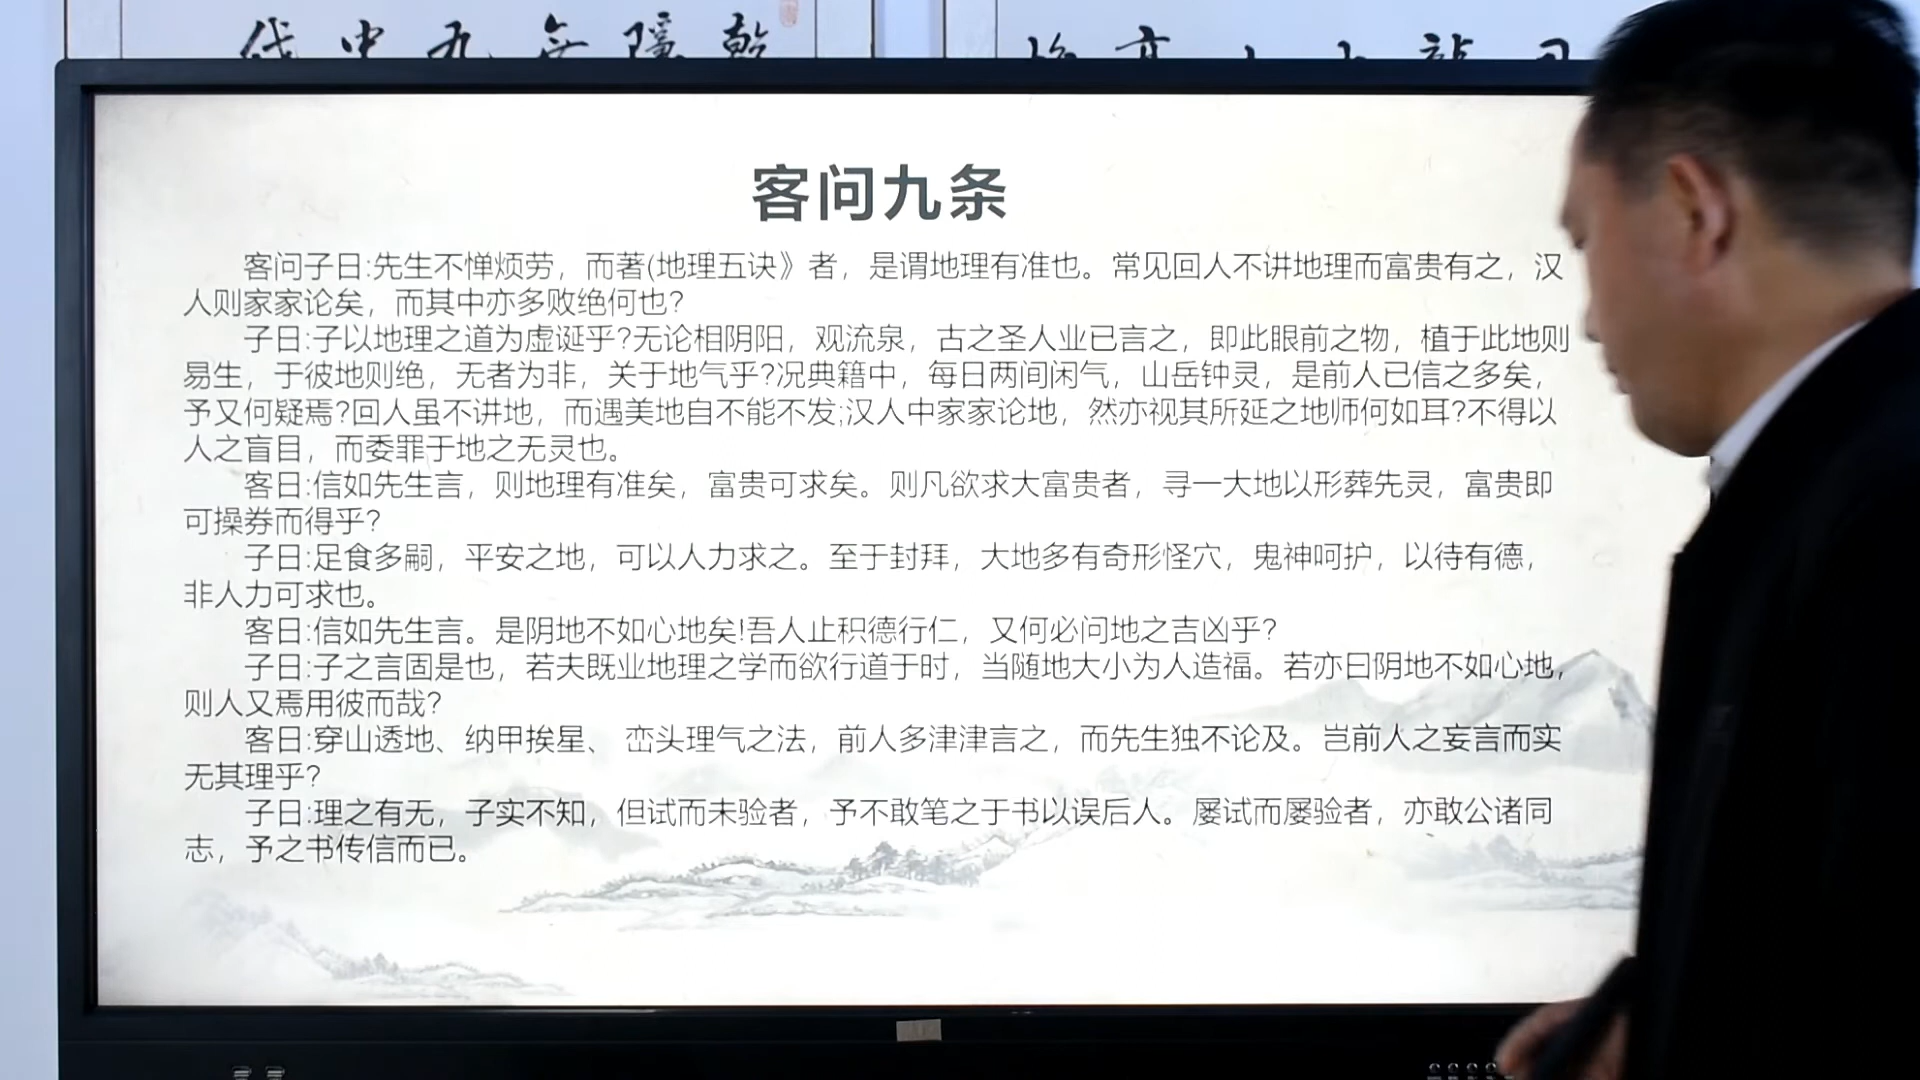 代中九無隱乾
客问九条
客问子日:先生不惮烦劳，而著(地理五诀》者，是谓地理有准也。常见回人不讲地理而富贵有之，汉
人则家家论矣，而其中亦多败绝何也?
子日:子以地理之道为虚诞乎?无论相阴阳，观流泉，古之圣人业已言之，即此眼前之物，植于此地则
易生，于彼地则绝，无者为非，关于地气乎?况典籍中，每日两间闲气，山岳钟灵，是前人已信之多矣，
予又何疑焉?回人虽不讲地，而遇美地自不能不发;汉人中家家论地，然亦视其所延之地师何如耳?不得以
人之盲目，而委罪于地之无灵也。
客日:信如先生言，则地理有准矣，富贵可求矣。则凡欲求大富贵者，寻一大地以形葬先灵，富贵即
可操券而得乎?
子日:足食多嗣，平安之地，可以人力求之。至于封拜，大地多有奇形怪穴，鬼神呵护，以待有德，
非人力可求也。
客日:信如先生言。是阴地不如心地矣!吾人止积德行仁，又何必问地之吉凶乎?
子日:子之言固是也，若夫既业地理之学而欲行道于时，当随地大小为人造福。若亦曰阴地不如心地，
则人又焉用彼而哉?
客日:穿山透地、纳甲挨星、 峦头理气之法，前人多津津言之，而先生独不论及。岂前人之妄言而实
无其理乎?
子日:理之有无，子实不知，但试而未验者，予不敢笔之于书以误后人。屡试而屡验者，亦敢公诸同
志，予之书传信而已。